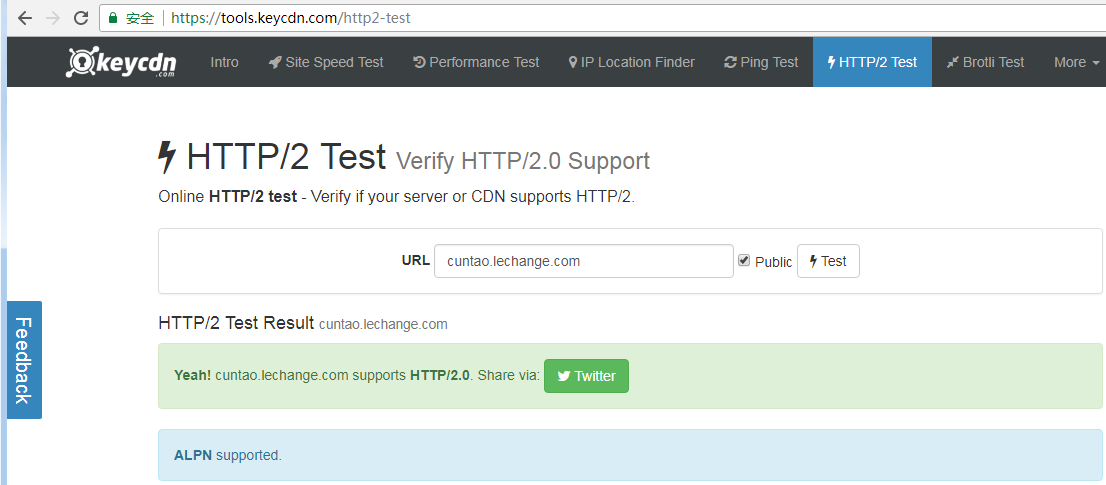 安全 https://tools.keycdn.com/http2-test
keycdn .com Intro Site Speed Test Performance Test IP Location Finder Ping Test HTTP/2 Test Brotli Test More
HTTP/2 Test Verify HTTP/2.0 Support
Online HTTP/2 test - Verify if your server or CDN supports HTTP/2.
URL cuntao.lechange.com Public Test
HTTP/2 Test Result cuntao.lechange.com
Yeah! cuntao.lechange.com supports HTTP/2.0. Share via: Twitter
Feedback
ALPN supported.